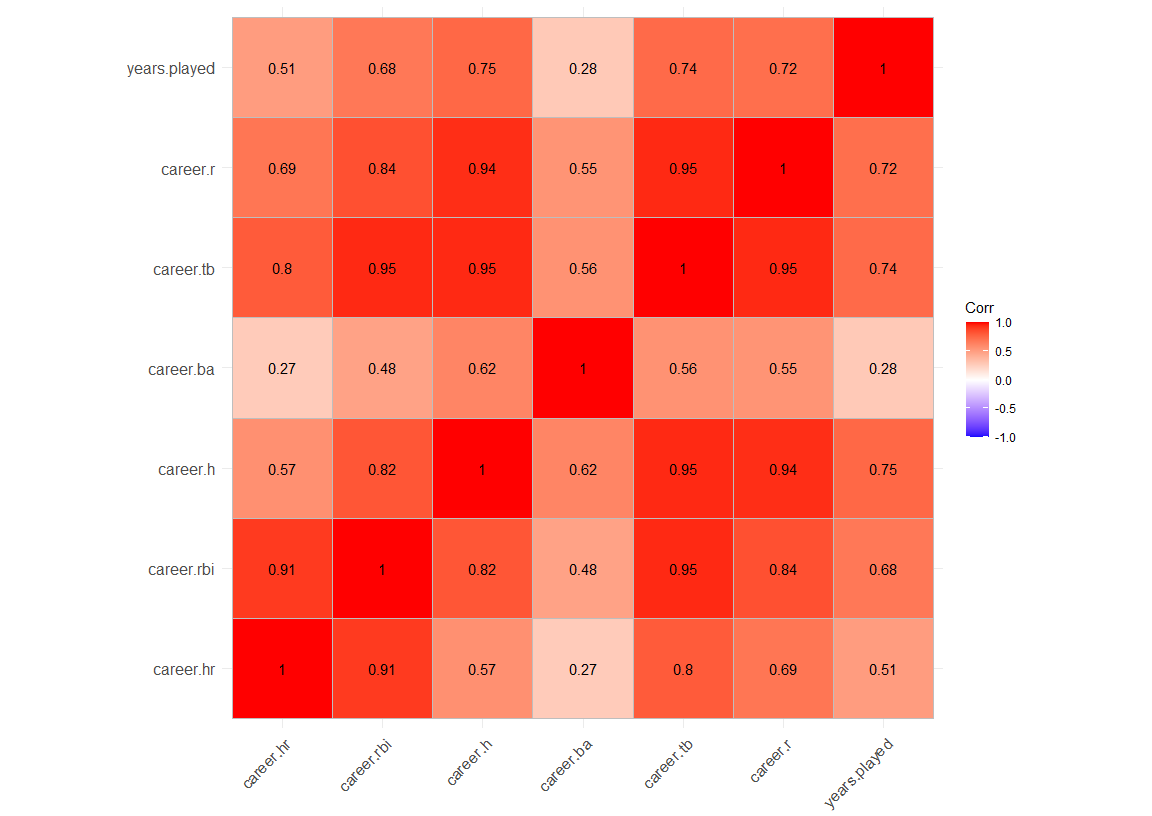 years.played 0.51 0.68 0.75 0.28 0.74 0.72 1
career.r 0.69 0.84 0.94 0.55 0.95 1 0.72
career.tb 0.8 0.95 0.95 0.56 1 0.95 0.74
career.ba 0.27 0.48 0.62 1 0.56 0.55 0.28
career.h 0.57 0.82 1 0.62 0.95 0.94 0.75
career.rbi 0.91 1 0.82 0.48 0.95 0.84 0.68
career.hr 1 0.91 0.57 0.27 0.8 0.69 0.51
career.hr career.rbi career.h career.ba career.tb career.r years.played
Corr
1.0
0.5
0.0
-0.5
-1.0